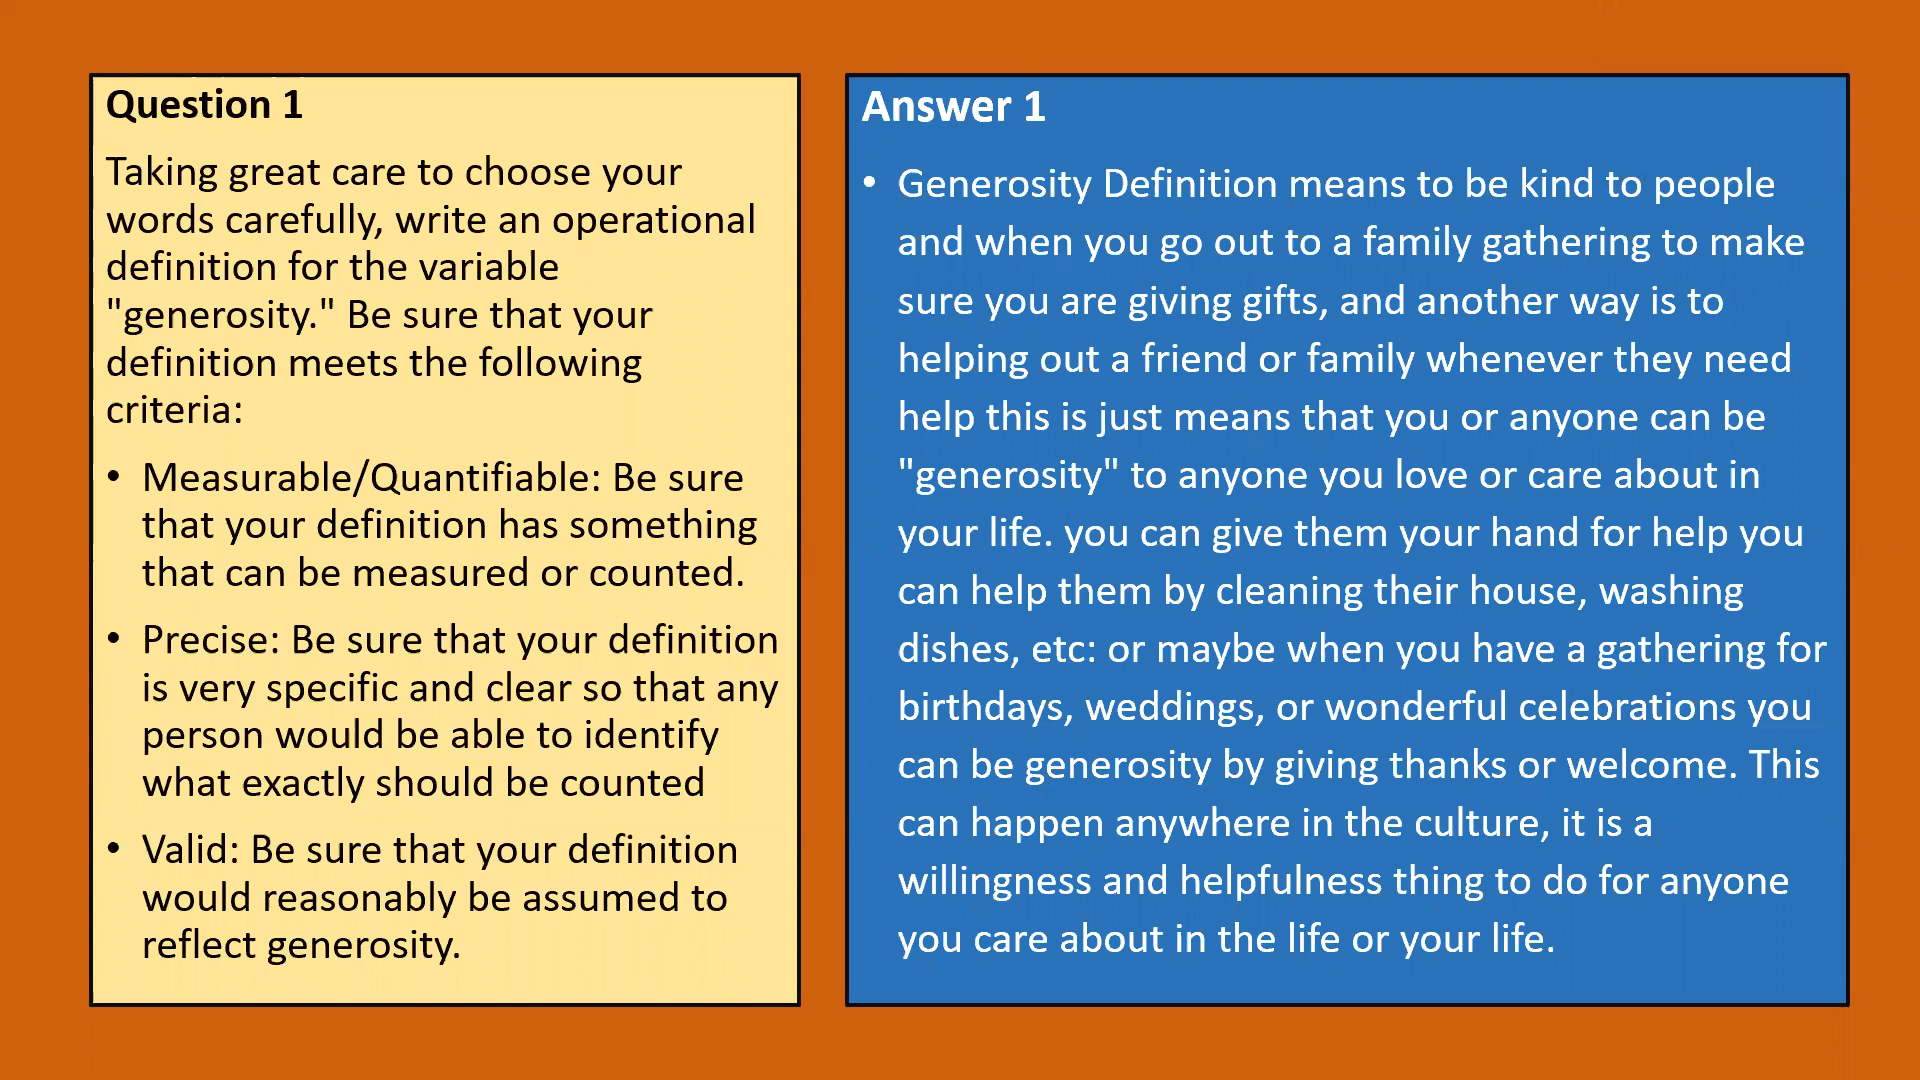 Question 1
Taking great care to choose your
words carefully, write an operational
definition for the variable
"generosity." Be sure that your
definition meets the following
criteria:
• Measurable/Quantifiable: Be sure
that your definition has something
that can be measured or counted.
• Precise: Be sure that your definition
is very specific and clear so that any
person would be able to identify
what exactly should be counted
• Valid: Be sure that your definition
would reasonably be assumed to
reflect generosity.
Answer 1
• Generosity Definition means to be kind to people
and when you go out to a family gathering to make
sure you are giving gifts, and another way is to
helping out a friend or family whenever they need
help this is just means that you or anyone can be
"generosity" to anyone you love or care about in
your life. you can give them your hand for help you
can help them by cleaning their house, washing
dishes, etc: or maybe when you have a gathering for
birthdays, weddings, or wonderful celebrations you
can be generosity by giving thanks or welcome. This
can happen anywhere in the culture, it is a
willingness and helpfulness thing to do for anyone
you care about in the life or your life.